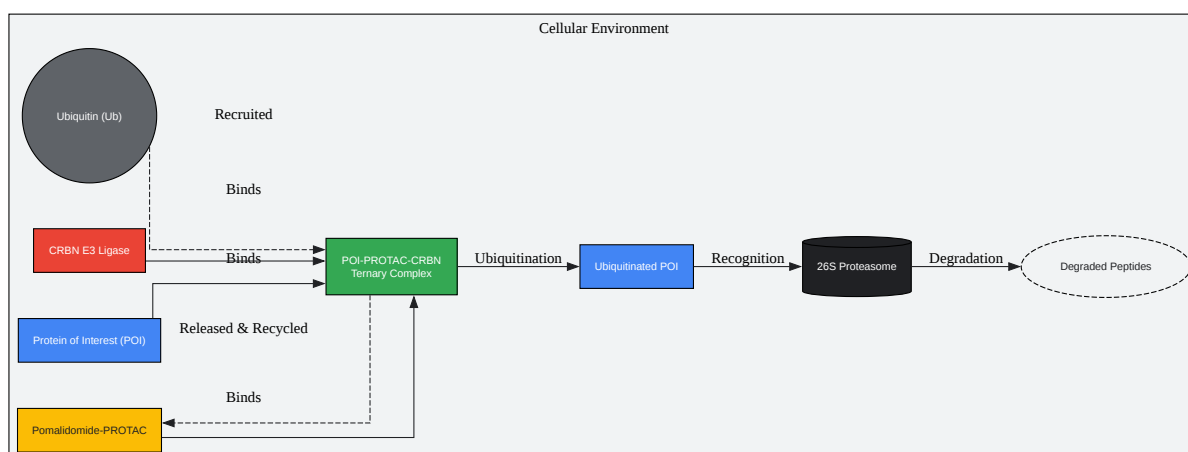 Cellular Environment
Ubiquitin (Ub)
Recruited
Binds
CRBN E3 Ligase
Binds
POI-PROTAC-CRBN
Ternary Complex
Ubiquitination
Ubiquitinated POI
Recognition
26S Proteasome
Degradation
Degraded Peptides
Released & Recycled
Protein of Interest (POI)
Binds
Pomalidomide-PROTAC